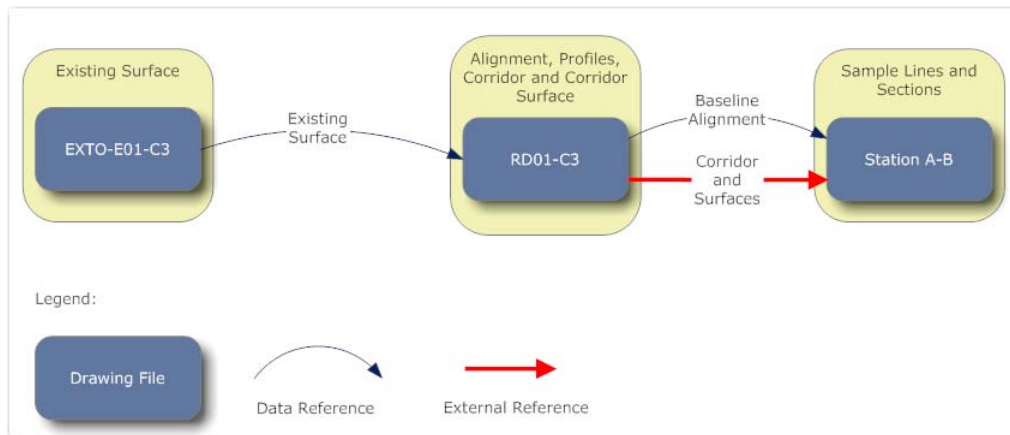 Existing Surface
EXTO-E01-C3
Existing
Surface
Alignment, Profiles,
Corridor and Corridor
Surface
RD01-C3
Baseline
Alignment
Corridor
and
Surfaces
Sample Lines and
Sections
Station A-B
Legend:
Drawing File
Data Reference
External Reference